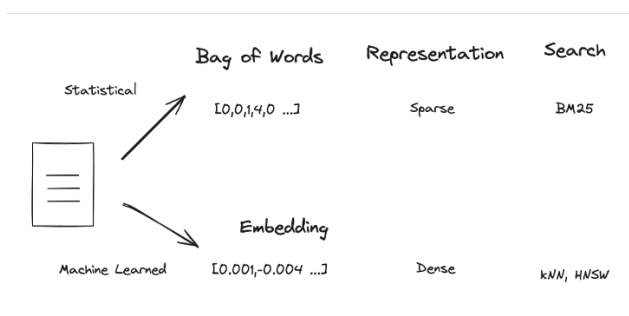 Bag of Words Representation Search
Statistical
[0,0,1,4,0 ...] Sparse BM25
Embedding
Machine Learned [0.001,-0.004 ...] Dense kNN, HNSW